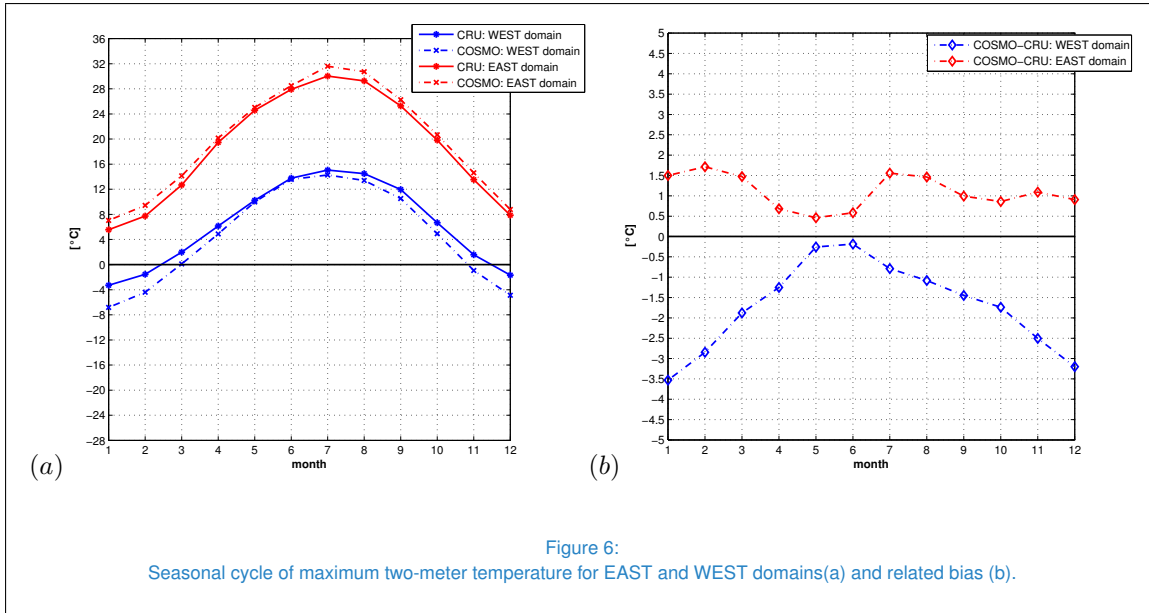 CRU: WEST domain
COSMO: WEST domain
CRU: EAST domain
COSMO: EAST domain
36
32
28
24
20
16
12
8
4
0
−4
−8
−12
−16
−20
−24
−28
[°C]
1 2 3 4 5 6 7 8 9 10 11 12
month
(a)
COSMO−CRU: WEST domain
COSMO−CRU: EAST domain
5
4.5
4
3.5
3
2.5
2
1.5
1
0.5
0
−0.5
−1
−1.5
−2
−2.5
−3
−3.5
−4
−4.5
−5
[°C]
1 2 3 4 5 6 7 8 9 10 11 12
month
(b)
Figure 6:
Seasonal cycle of maximum two-meter temperature for EAST and WEST domains(a) and related bias (b).